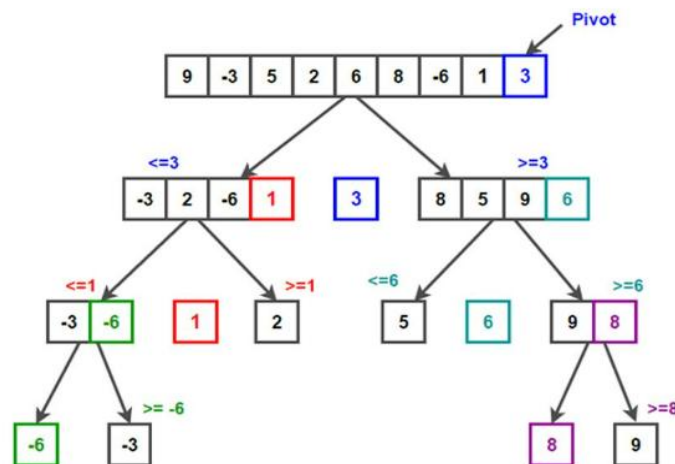 Pivot
9 -3 5 2 6 8 -6 1 3
<=3 >=3
-3 2 -6 1 3 8 5 9 6
<=1 >=1 <=6 >=6
-3 -6 1 2 5 6 9 8
>= -6 >=8
-6 -3 8 9